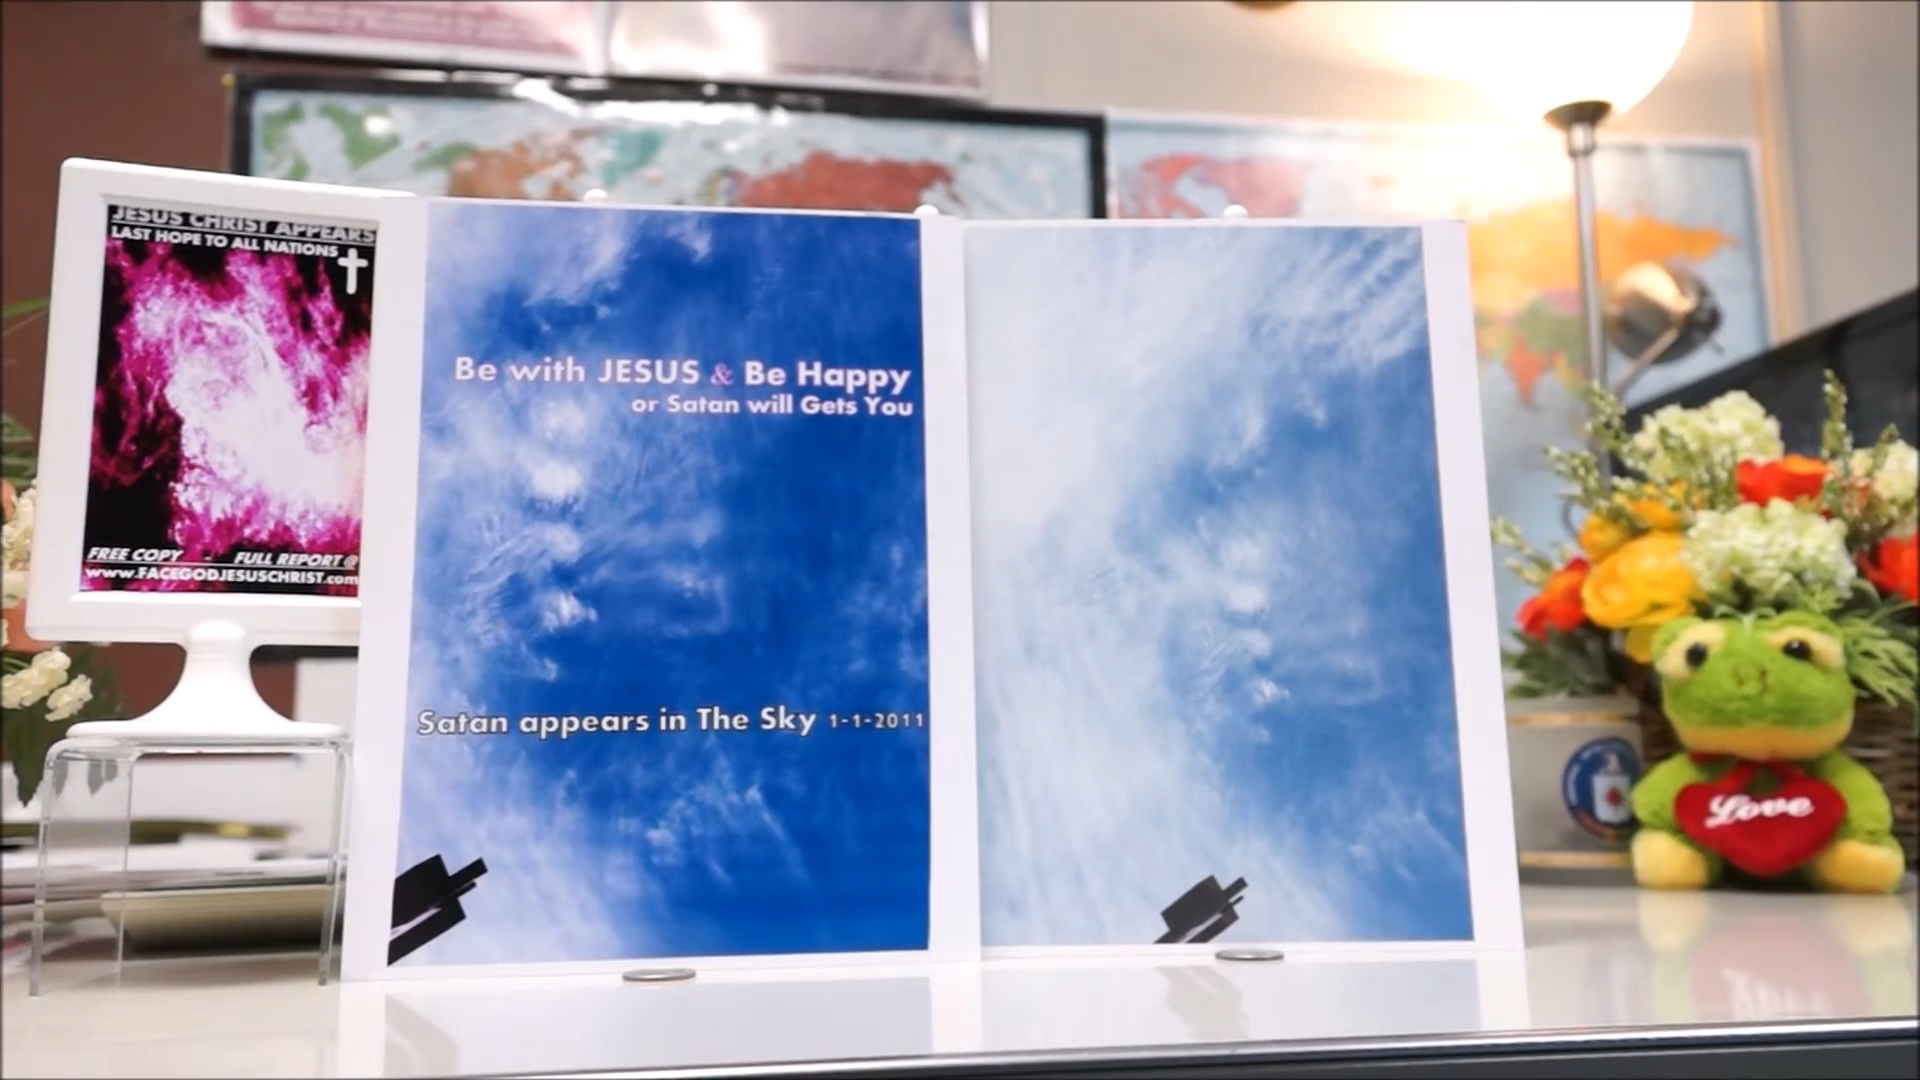 JESUS CHRIST APPEARS
LAST HOPE TO ALL NATIONS
FREE COPY - FULL REPORT @
www.FACEGODJESUSCHRIST.com
Be with JESUS & Be Happy
or Satan will Gets You
Satan appears in The Sky 1-1-2011
Love